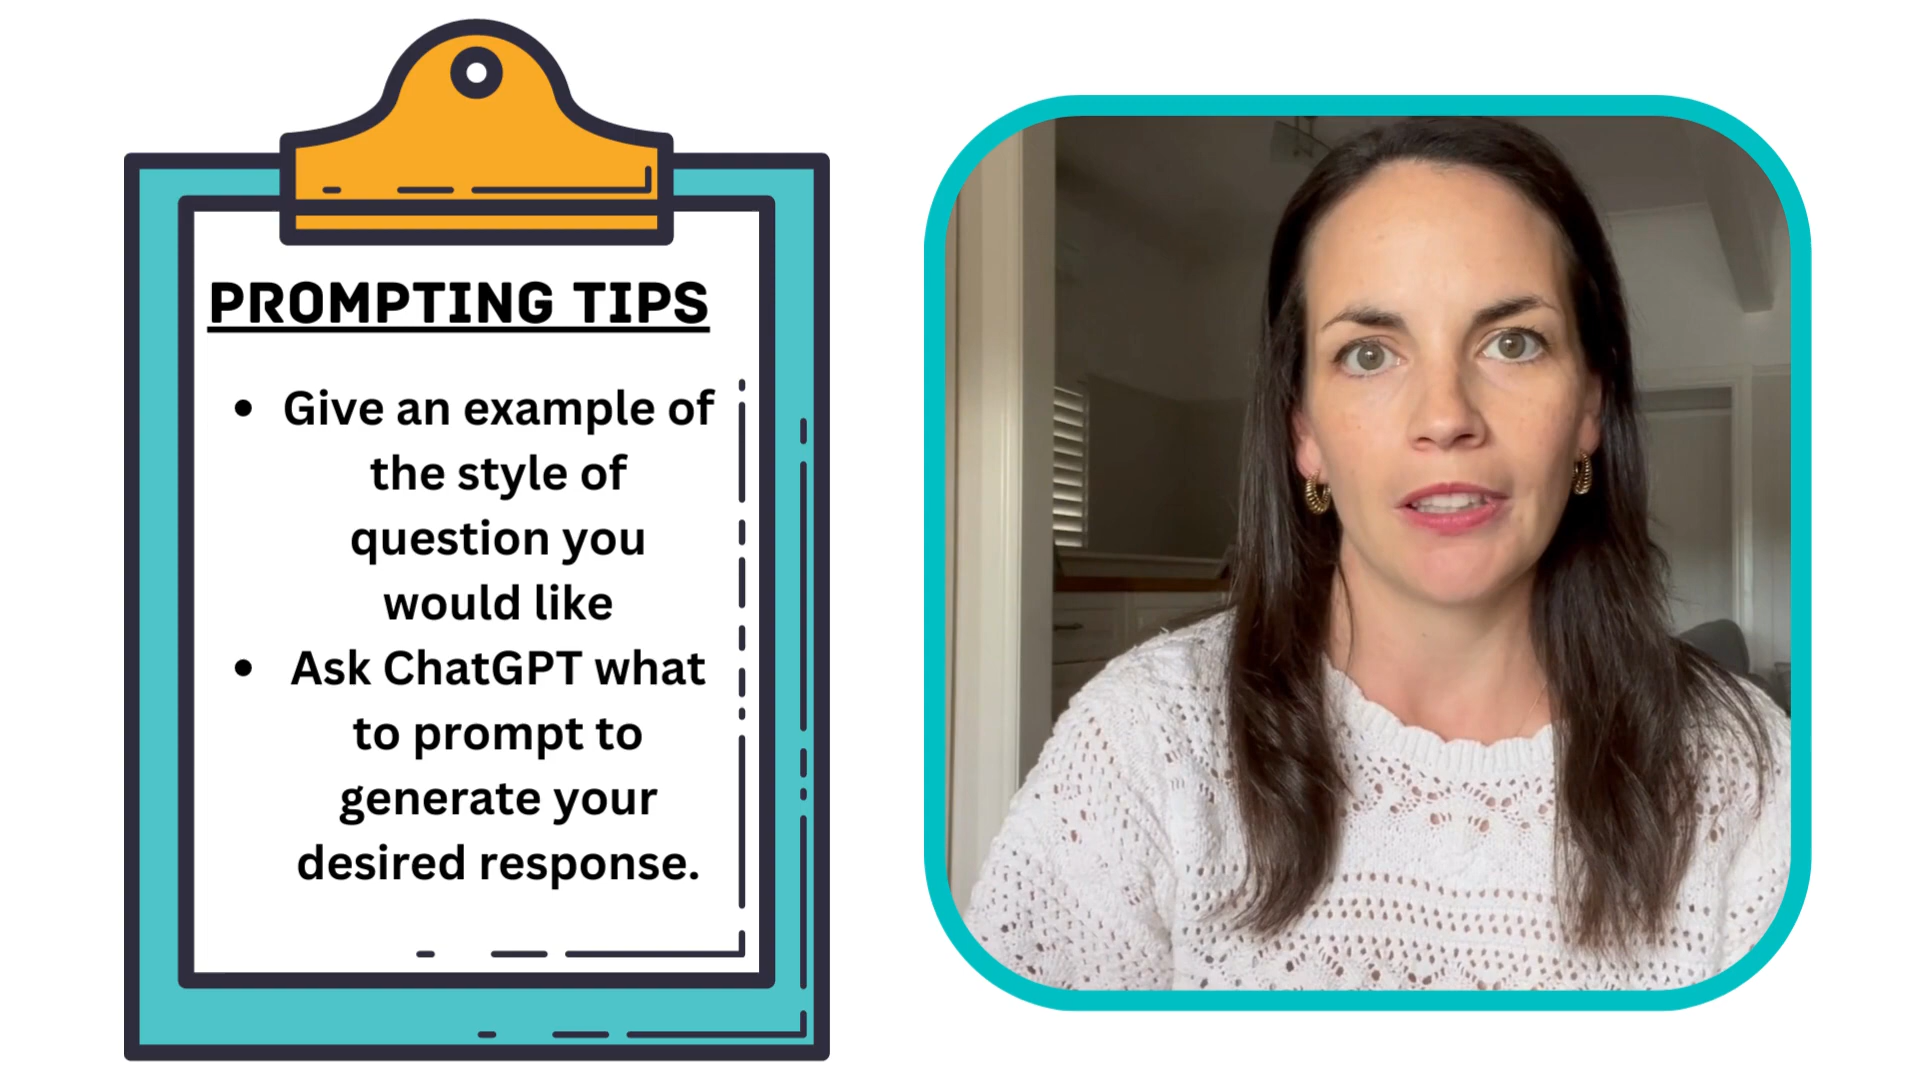 PROMPTING TIPS
• Give an example of
the style of
question you
would like
• Ask ChatGPT what
to prompt to
generate your
desired response.